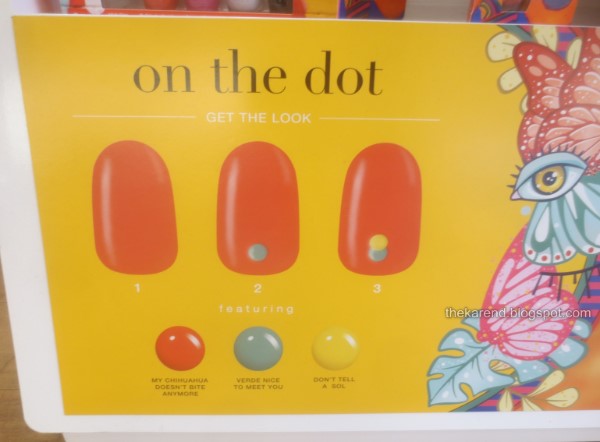 on the dot
GET THE LOOK
1
2
3
featuring
thekarend.blogspot.com
MY CHIHUAHUA
DOESN'T BITE
ANYMORE
VERDE NICE
TO MEET YOU
DON'T TELL
A SOL